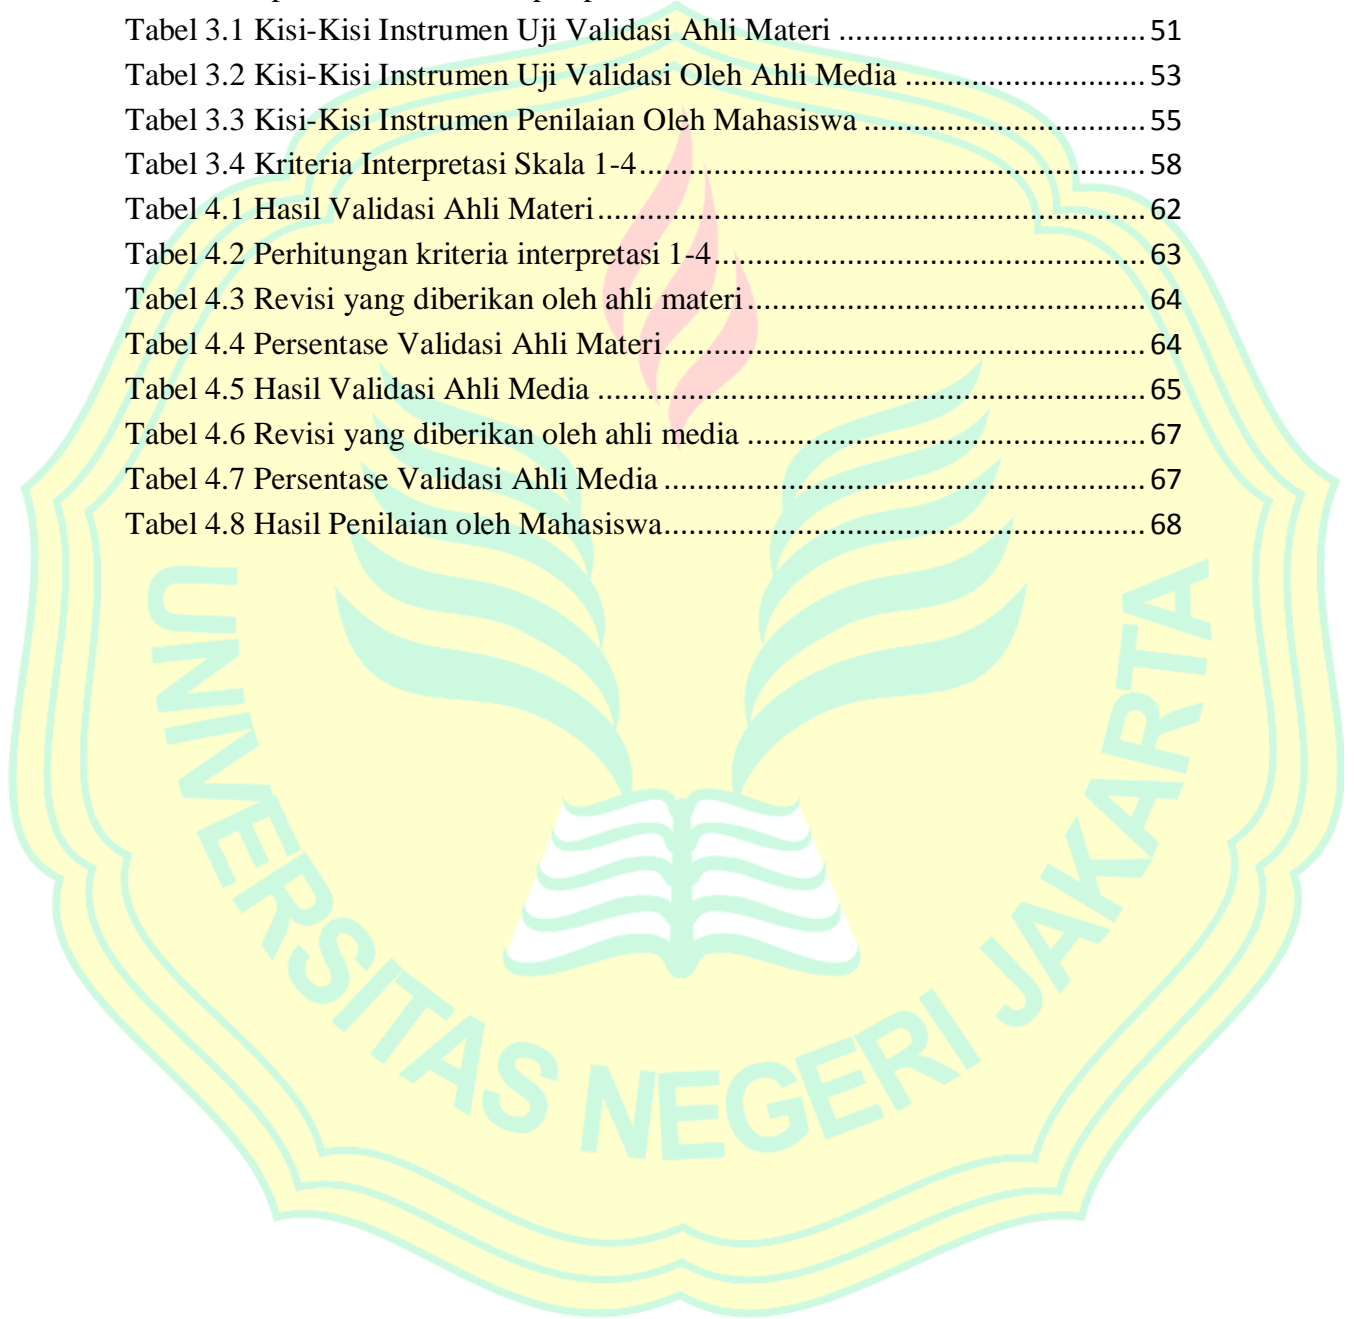 Tabel 3.1 Kisi-Kisi Instrumen Uji Validasi Ahli Materi .................................... 51
Tabel 3.2 Kisi-Kisi Instrumen Uji Validasi Oleh Ahli Media ............................ 53
Tabel 3.3 Kisi-Kisi Instrumen Penilaian Oleh Mahasiswa ................................. 55
Tabel 3.4 Kriteria Interpretasi Skala 1-4............................................................. 58
Tabel 4.1 Hasil Validasi Ahli Materi.................................................................. 62
Tabel 4.2 Perhitungan kriteria interpretasi 1-4.................................................... 63
Tabel 4.3 Revisi yang diberikan oleh ahli materi................................................ 64
Tabel 4.4 Persentase Validasi Ahli Materi.......................................................... 64
Tabel 4.5 Hasil Validasi Ahli Media .................................................................. 65
Tabel 4.6 Revisi yang diberikan oleh ahli media ................................................ 67
Tabel 4.7 Persentase Validasi Ahli Media .......................................................... 67
Tabel 4.8 Hasil Penilaian oleh Mahasiswa.......................................................... 68
UNIVERSITAS NEGERI JAKARTA